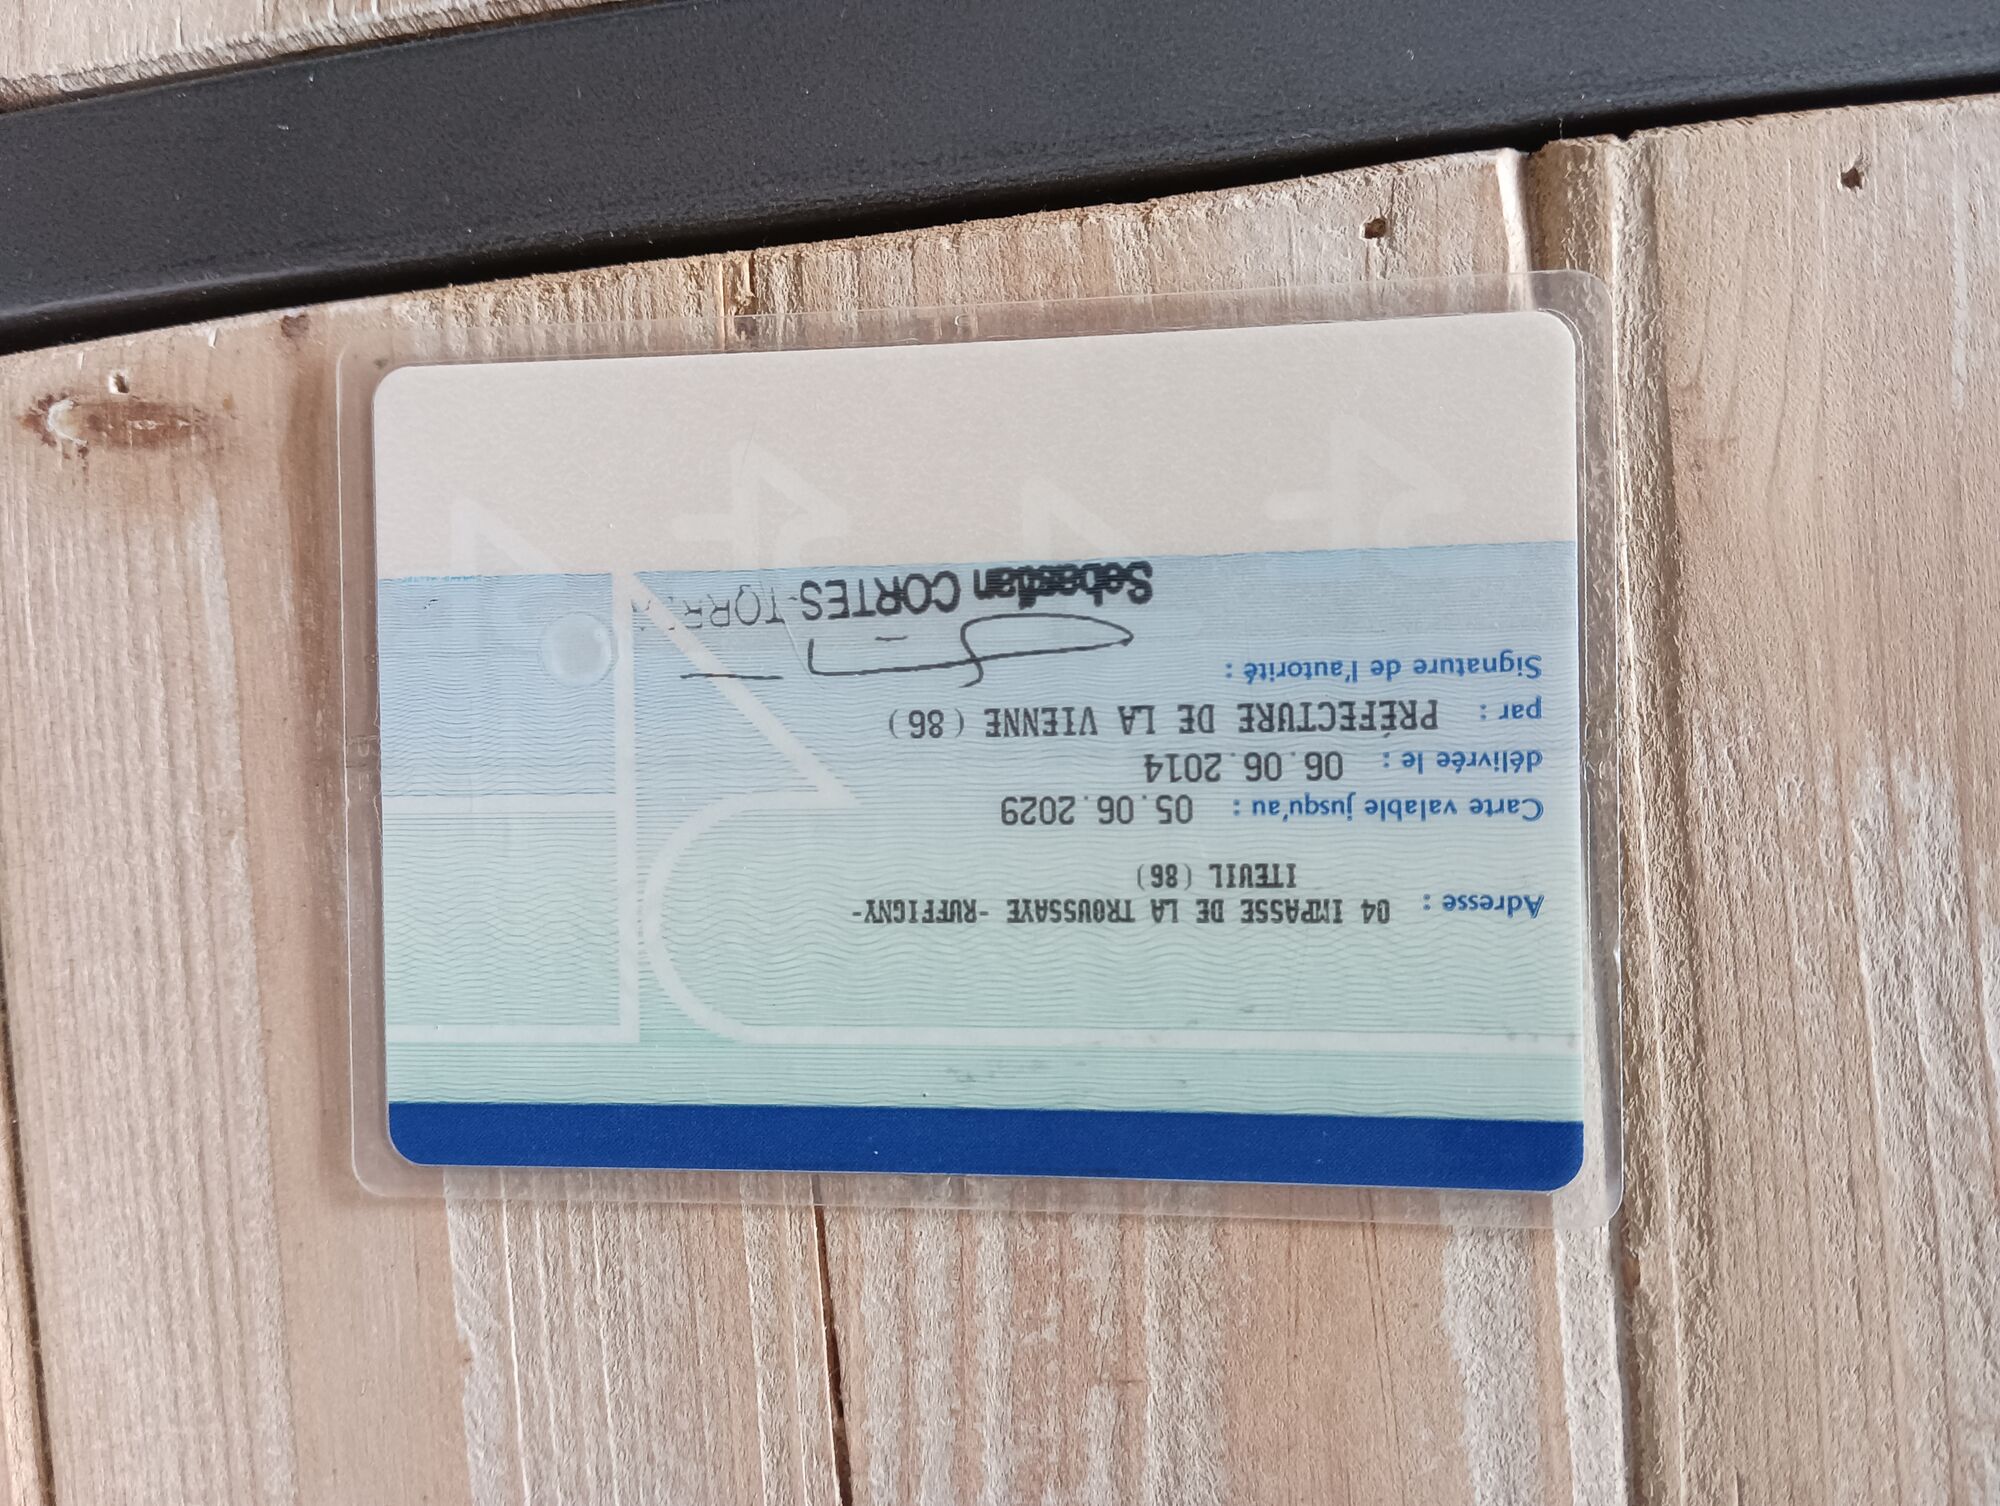 Adresse : 04 IMPASSE DE LA TROUSSAYE -RUFFIGNY-
ITEUIL (86)
Carte valable jusqu'au : 05.06.2029
délivrée le : 06.06.2014
par : PRÉFECTURE DE LA VIENNE (86)
Signature de l'autorité :
Sebastian CORTES